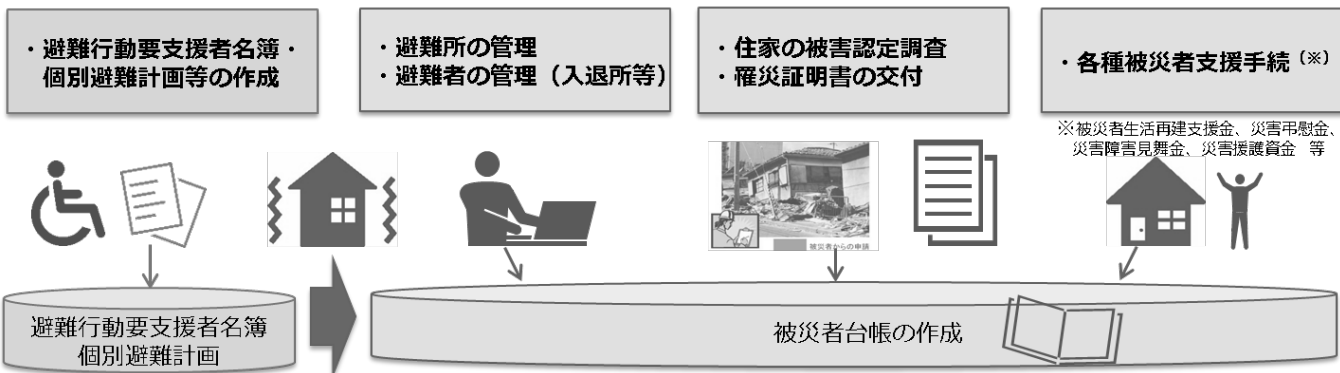 ・避難行動要支援者名簿・
個別避難計画等の作成
・避難所の管理
・避難者の管理（入退所等）
・住家の被害認定調査
・罹災証明書の交付
・各種被災者支援手続（※）
※被災者生活再建支援金、災害弔慰金、
災害障害見舞金、災害援護資金 等
被災者からの申請
避難行動要支援者名簿
個別避難計画
被災者台帳の作成